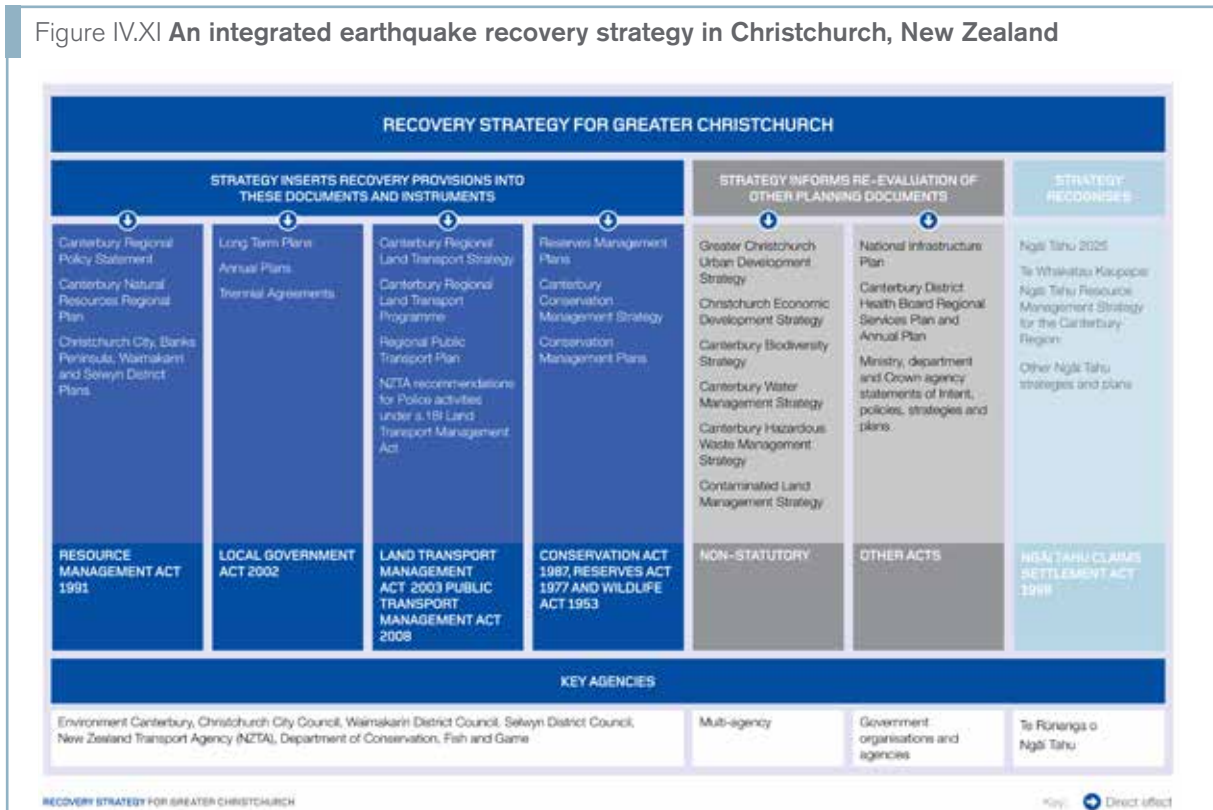 Figure IV.XI An integrated earthquake recovery strategy in Christchurch, New Zealand
RECOVERY STRATEGY FOR GREATER CHRISTCHURCH
STRATEGY INSERTS RECOVERY PROVISIONS INTO
THESE DOCUMENTS AND INSTRUMENTS
Canterbury Regional
Policy Statement
Canterbury Natural
Resources Regional
Plan
Christchurch City, Banks
Peninsula, Waimakariri
and Selwyn District
Plans
RESOURCE
MANAGEMENT ACT
1991
Long Term Plans
Annual Plans
Triennial Agreements
LOCAL GOVERNMENT
ACT 2002
Canterbury Regional
Land Transport Strategy
Canterbury Regional
Land Transport
Programme
Regional Public
Transport Plan
NZTA recommendations
for Police activities
under s.18I Land
Transport Management
Act
LAND TRANSPORT
MANAGEMENT
ACT 2003 PUBLIC
TRANSPORT
MANAGEMENT ACT
2008
Reserves Management
Plans
Canterbury
Conservation
Management Strategy
Conservation
Management Plans
CONSERVATION ACT
1987, RESERVES ACT
1977 AND WILDLIFE
ACT 1953
STRATEGY INFORMS RE-EVALUATION OF
OTHER PLANNING DOCUMENTS
Greater Christchurch
Urban Development
Strategy
Christchurch Economic
Development Strategy
Canterbury Biodiversity
Strategy
Canterbury Water
Management Strategy
Canterbury Hazardous
Waste Management
Strategy
Contaminated Land
Management Strategy
NON-STATUTORY
National Infrastructure
Plan
Canterbury District
Health Board Regional
Services Plan and
Annual Plan
Ministry, department
and Crown agency
statements of Intent,
policies, strategies and
plans
OTHER ACTS
STRATEGY
RECOGNISES
Ngāi Tahu 2025
Te Whakatau Kaupapa:
Ngāi Tahu Resource
Management Strategy
for the Canterbury
Region
Other Ngāi Tahu
strategies and plans
NGĀI TAHU CLAIMS
SETTLEMENT ACT
1998
KEY AGENCIES
Environment Canterbury, Christchurch City Council, Waimakariri District Council, Selwyn District Council,
New Zealand Transport Agency (NZTA), Department of Conservation, Fish and Game
Multi-agency
Government
organisations and
agencies
Te Rūnanga o
Ngāi Tahu
RECOVERY STRATEGY FOR GREATER CHRISTCHURCH
Key: Direct effect